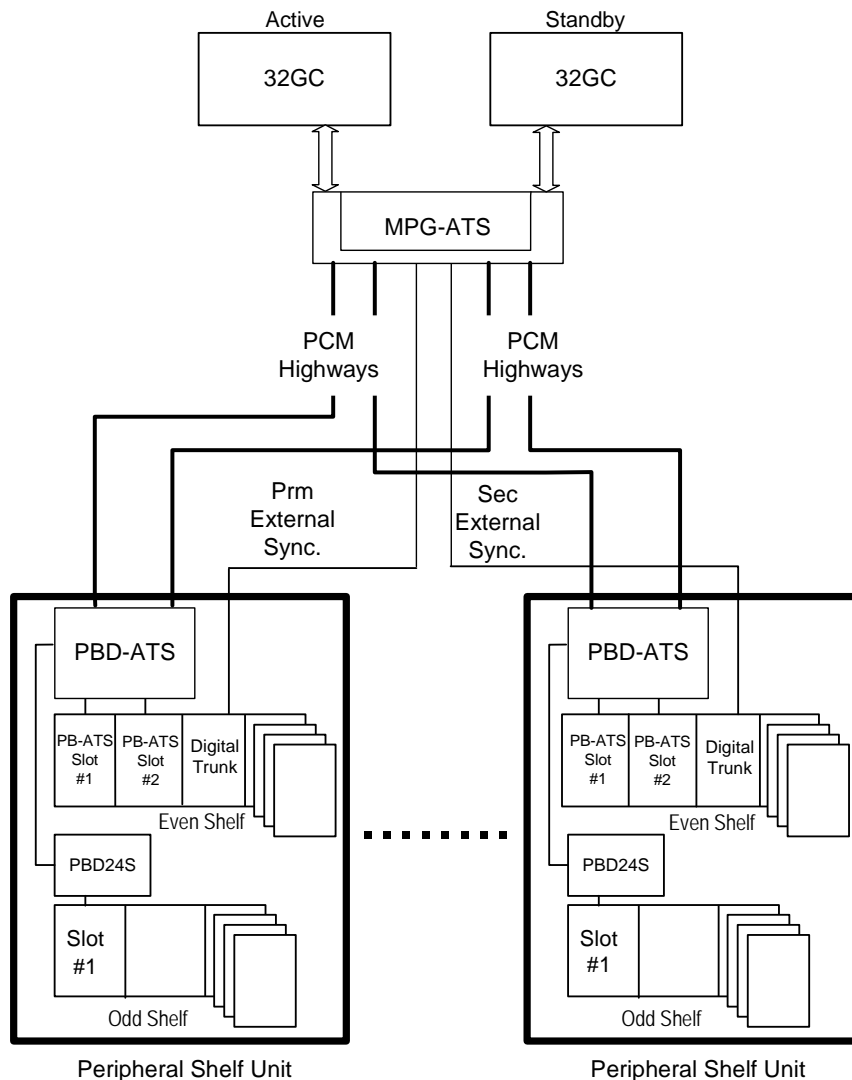 Active
Standby
32GC
32GC
MPG-ATS
PCM
Highways
PCM
Highways
Prm
External
Sync.
Sec
External
Sync.
PBD-ATS
PB-ATS
Slot
#1
PB-ATS
Slot
#2
Digital
Trunk
Even Shelf
PBD24S
Slot
#1
Odd Shelf
Peripheral Shelf Unit
PBD-ATS
PB-ATS
Slot
#1
PB-ATS
Slot
#2
Digital
Trunk
Even Shelf
PBD24S
Slot
#1
Odd Shelf
Peripheral Shelf Unit